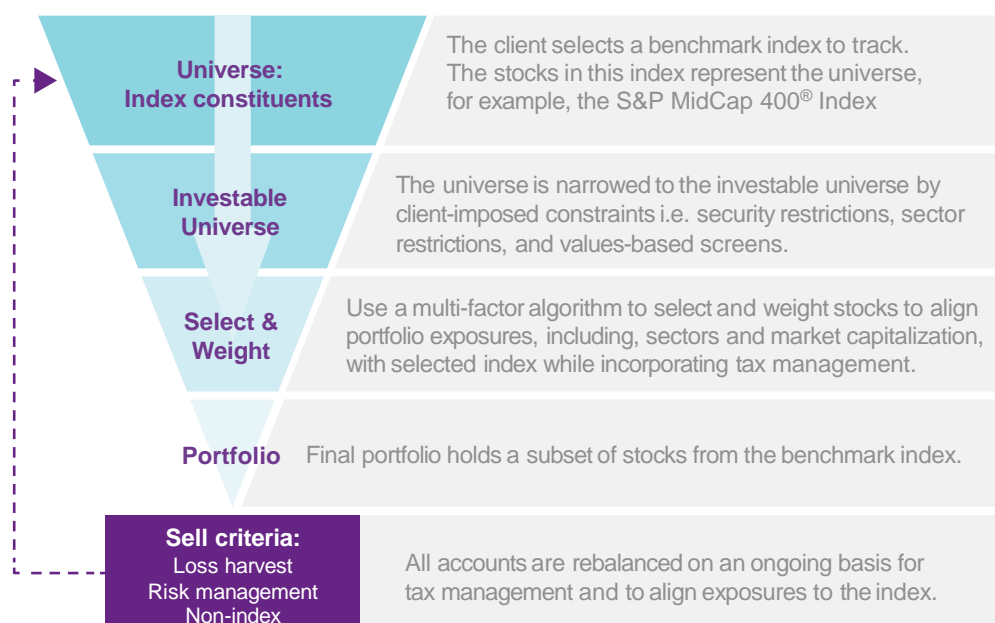 Universe:
Index constituents
The client selects a benchmark index to track.
The stocks in this index represent the universe,
for example, the S&P MidCap 400® Index
Investable
Universe
The universe is narrowed to the investable universe by
client-imposed constraints i.e. security restrictions, sector
restrictions, and values-based screens.
Select &
Weight
Use a multi-factor algorithm to select and weight stocks to align
portfolio exposures, including, sectors and market capitalization,
with selected index while incorporating tax management.
Portfolio
Final portfolio holds a subset of stocks from the benchmark index.
Sell criteria:
Loss harvest
Risk management
Non-index
All accounts are rebalanced on an ongoing basis for
tax management and to align exposures to the index.